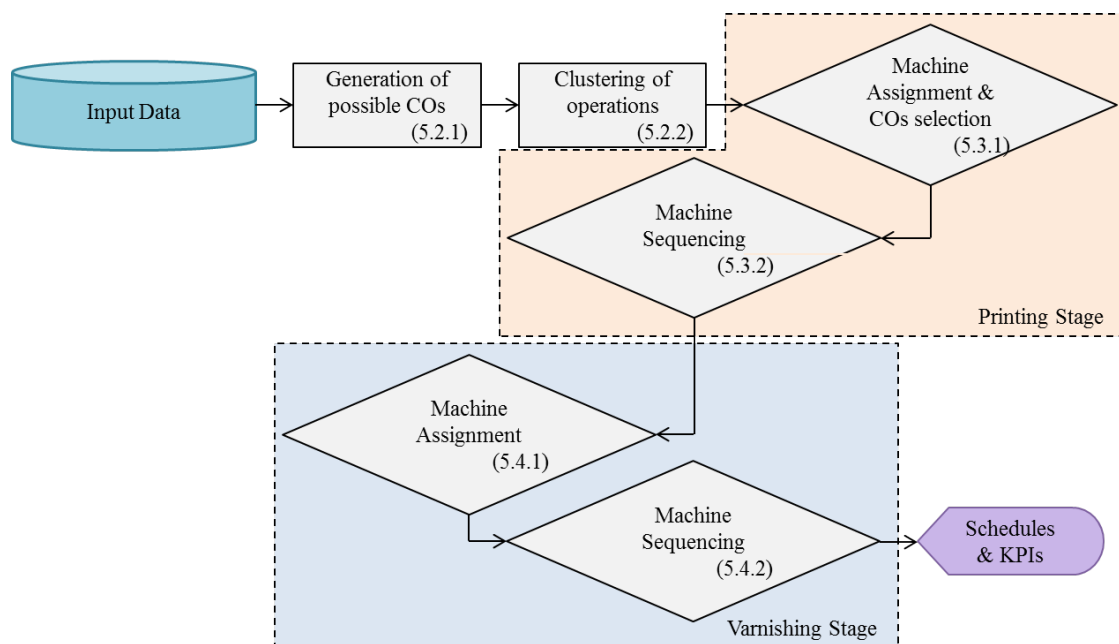 Input Data
Generation of
possible COs
(5.2.1)
Clustering of
operations
(5.2.2)
Machine
Assignment &
COs selection
(5.3.1)
Machine
Sequencing
(5.3.2)
Printing Stage
Machine
Assignment
(5.4.1)
Machine
Sequencing
(5.4.2)
Schedules
& KPIs
Varnishing Stage